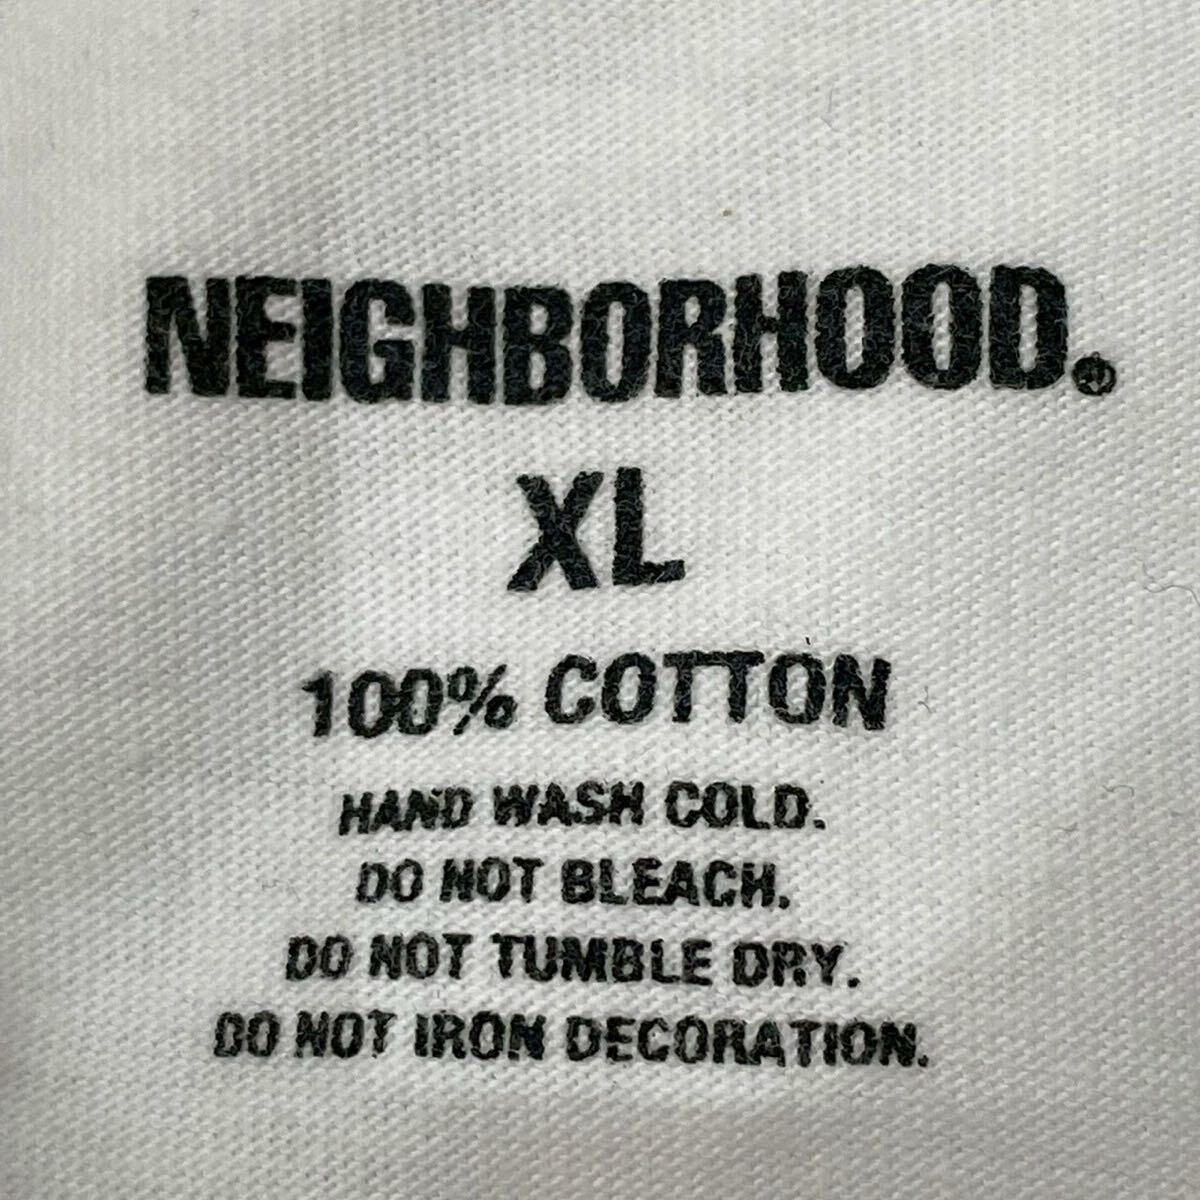 NEIGHBORHOOD®
XL
100% COTTON
HAND WASH COLD.
DO NOT BLEACH.
DO NOT TUMBLE DRY.
DO NOT IRON DECORATION.